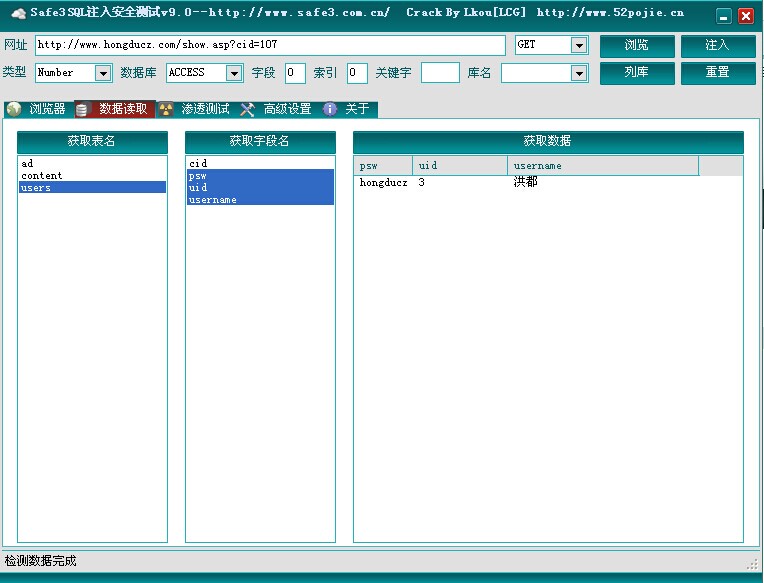 Safe3SQL注入安全测试v9.0--http://www.safe3.com.cn/ Crack By Lkou[LCG] http://www.52pojie.cn
网址 http://www.hongducz.com/show.asp?cid=107 GET 浏览 注入
类型 Number 数据库 ACCESS 字段 0 索引 0 关键字 库名 列库 重置
浏览器 数据读取 渗透测试 高级设置 关于
获取表名 获取字段名 获取数据
ad cid psw uid username
content psw hongducz 3 洪都
users uid
username
检测数据完成